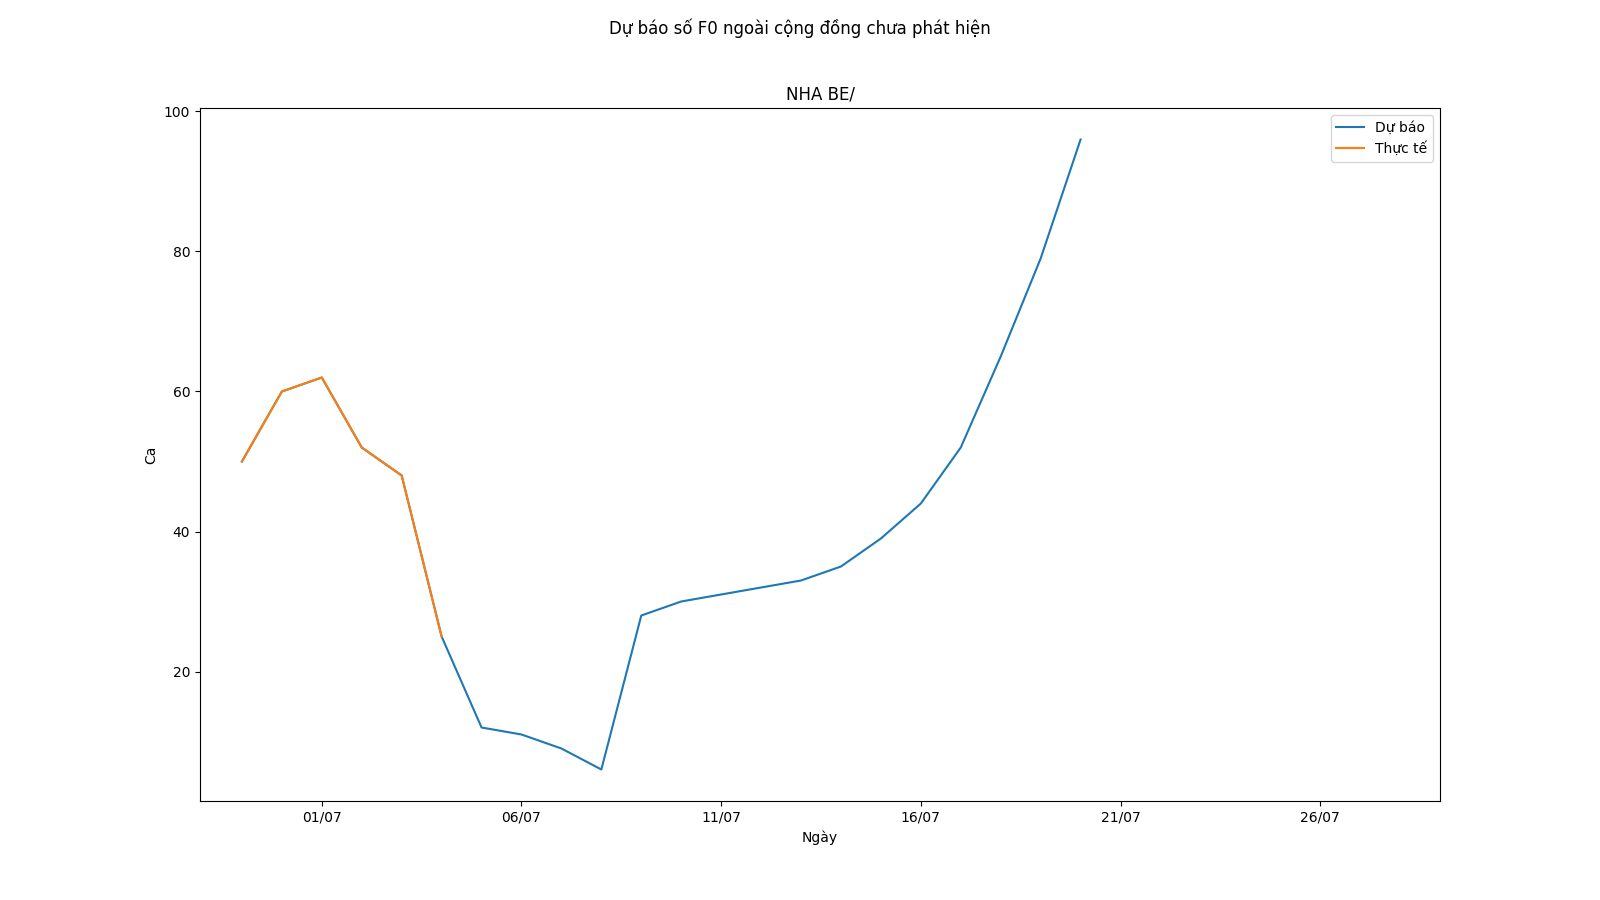 Dự báo số F0 ngoài cộng đồng chưa phát hiện
NHA BE/
100
80
60
40
20
Ca
Dự báo
Thực tế
01/07
06/07
11/07
16/07
21/07
26/07
Ngày